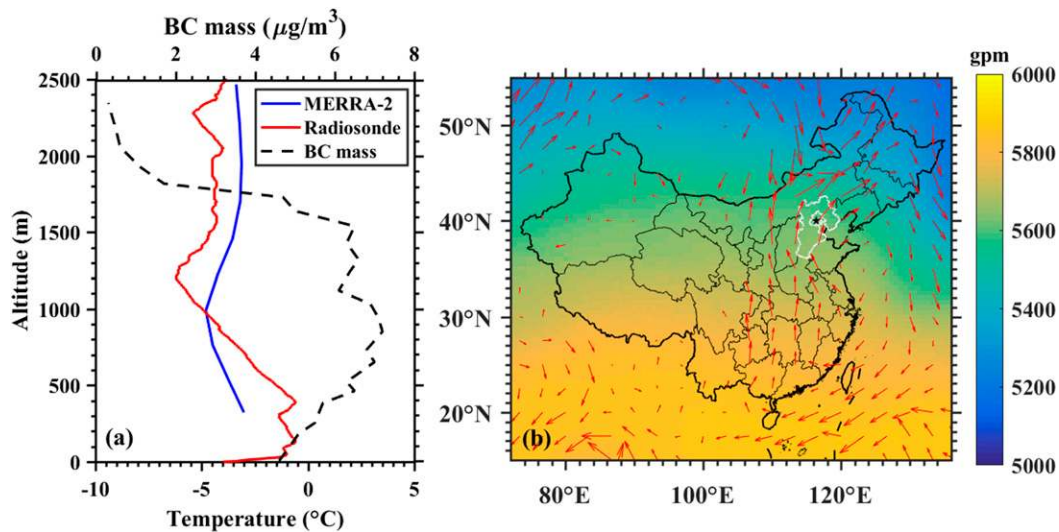 BC mass (μg/m³)
0 2 4 6 8
2500
2000
1500
1000
500
0
Altitude (m)
MERRA-2
Radiosonde
BC mass
(a)
-10 -5 0 5
Temperature (°C)
50°N
40°N
30°N
20°N
(b)
80°E 100°E 120°E
gpm
6000
5800
5600
5400
5200
5000